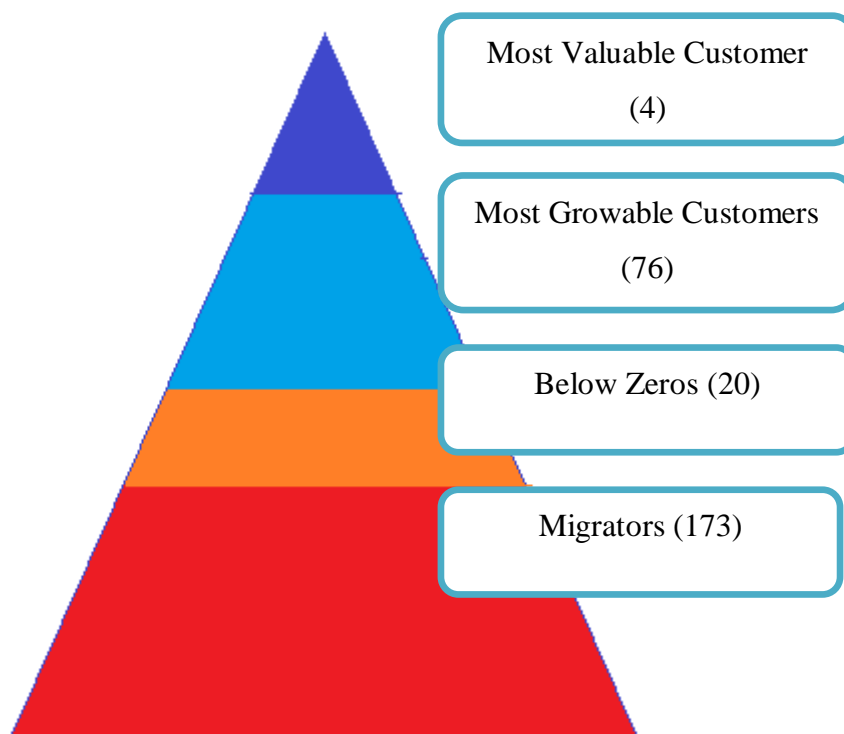 Most Valuable Customer
(4)
Most Growable Customers
(76)
Below Zeros (20)
Migrators (173)